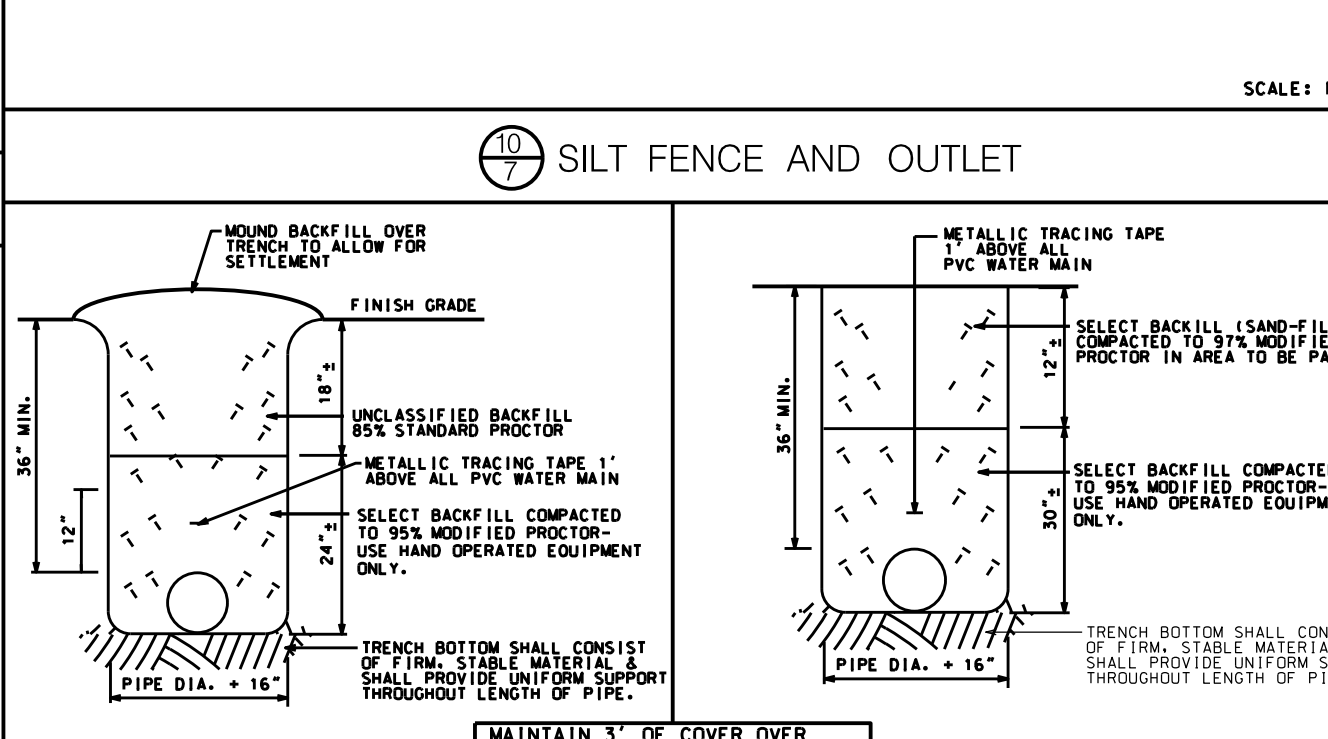 SCALE:
10
7
SILT FENCE AND OUTLET
MOUND BACKFILL OVER
TRENCH TO ALLOW FOR
SETTLEMENT
FINISH GRADE
36" MIN.
18" ±
UNCLASSIFIED BACKFILL
85% STANDARD PROCTOR
METALLIC TRACING TAPE 1'
ABOVE ALL PVC WATER MAIN
12"
24" ±
SELECT BACKFILL COMPACTED
TO 95% MODIFIED PROCTOR-
USE HAND OPERATED EQUIPMENT
ONLY.
TRENCH BOTTOM SHALL CONSIST
OF FIRM, STABLE MATERIAL &
SHALL PROVIDE UNIFORM SUPPORT
THROUGHOUT LENGTH OF PIPE.
PIPE DIA. + 16"
METALLIC TRACING TAPE
1' ABOVE ALL
PVC WATER MAIN
36" MIN.
12" ±
SELECT BACKILL (SAND-FIL
COMPACTED TO 97% MODIFIE
PROCTOR IN AREA TO BE PA
30" ±
SELECT BACKFILL COMPACTE
TO 95% MODIFIED PROCTOR-
USE HAND OPERATED EQUIPM
ONLY.
TRENCH BOTTOM SHALL CON
OF FIRM, STABLE MATERIA
SHALL PROVIDE UNIFORM S
THROUGHOUT LENGTH OF PI
PIPE DIA. + 16"
MAINTAIN 3' OF COVER OVER